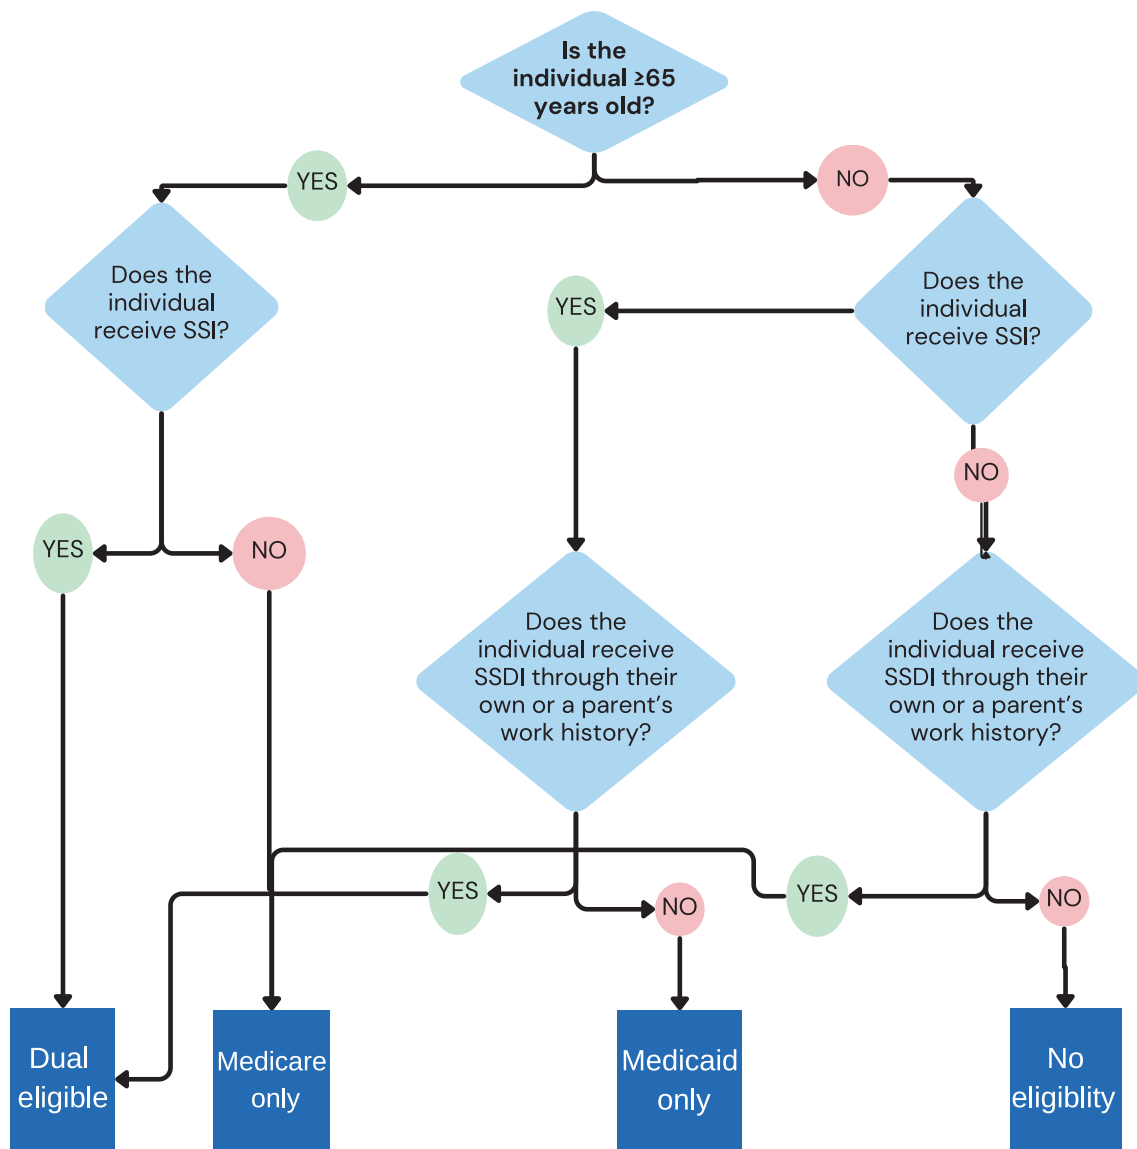 Is the
individual ≥65
years old?
YES
NO
Does the
individual
receive SSI?
YES
Does the
individual
receive SSI?
NO
YES
NO
Does the
individual receive
SSDI through their
own or a parent's
work history?
Does the
individual receive
SSDI through their
own or a parent's
work history?
YES
NO
YES
NO
Dual
eligible
Medicare
only
Medicaid
only
No
eligiblity